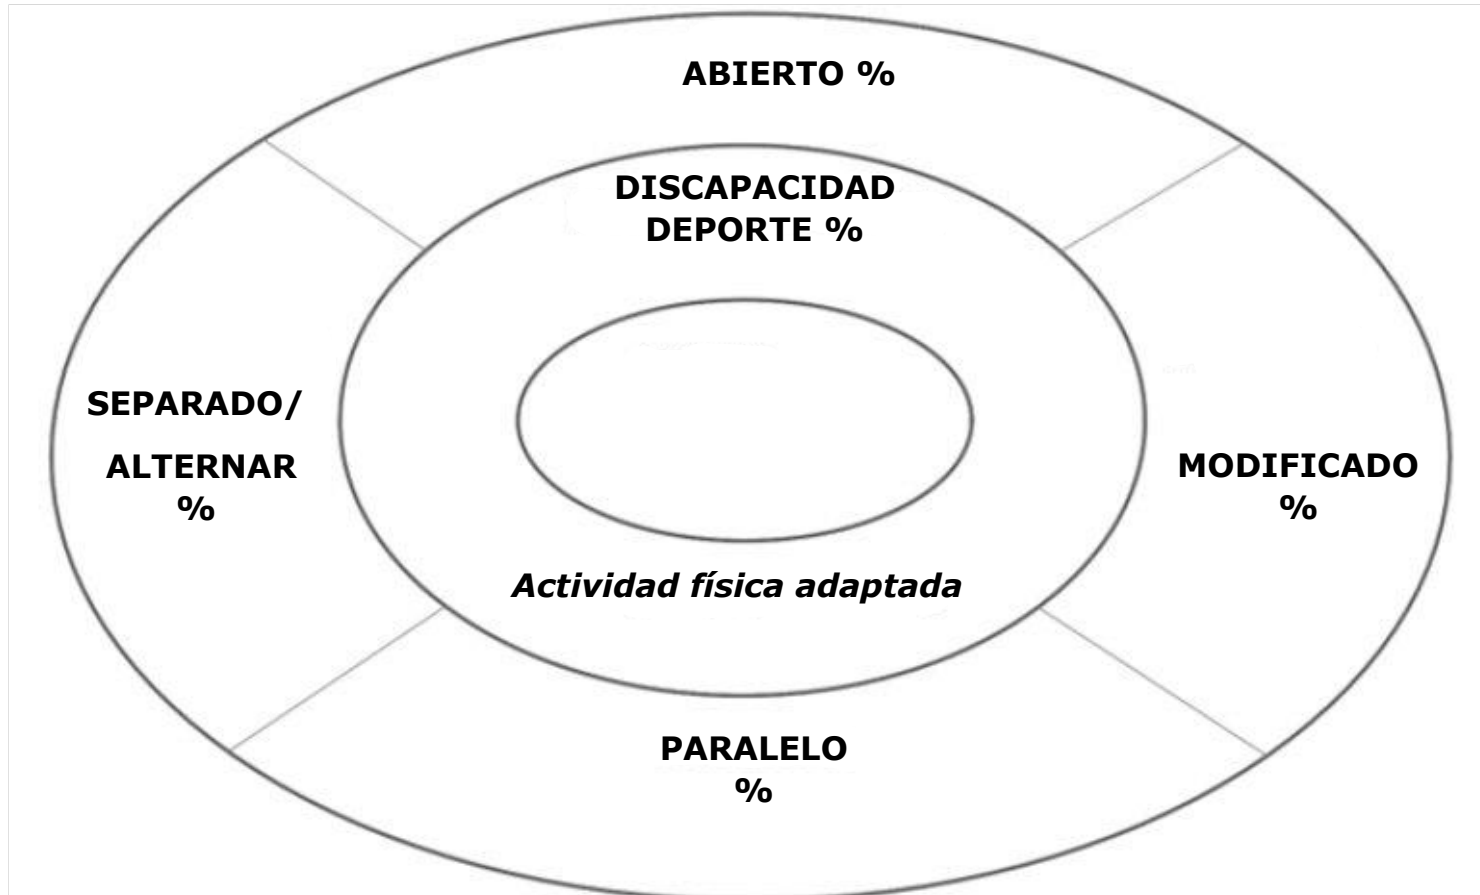 ABIERTO %
DISCAPACIDAD
DEPORTE %
SEPARADO/
ALTERNAR
%
MODIFICADO
%
Actividad física adaptada
PARALELO
%